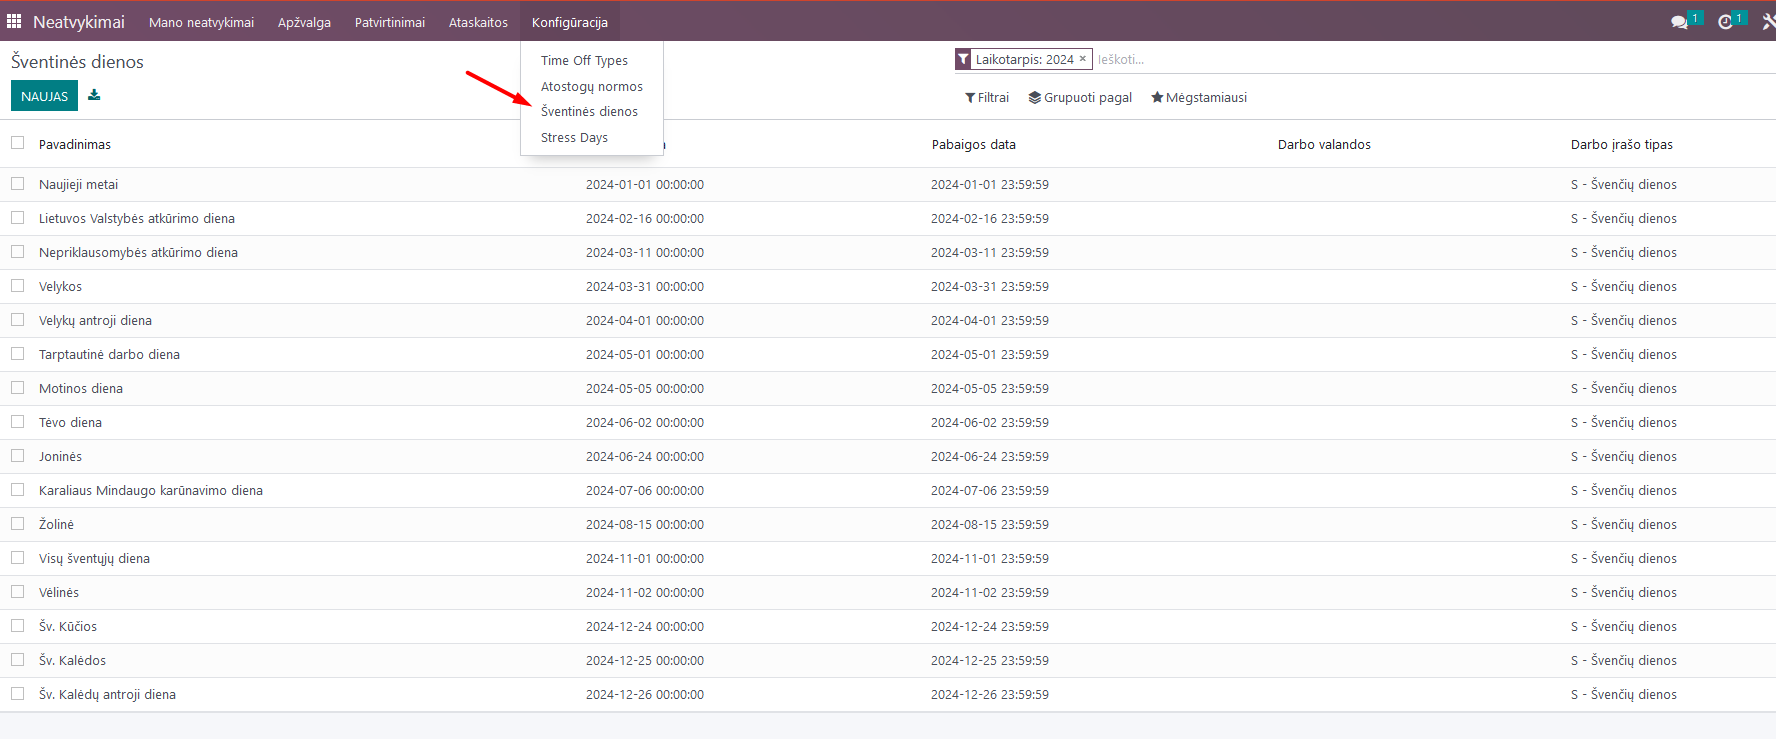 Neatvykimai Mano neatvykimai Apžvalga Patvirtinimai Ataskaitos Konfigūracija 1 1
Šventinės dienos
Laikotarpis: 2024 × Ieškoti...
Time Off Types
Atostogų normos
Šventinės dienos
Stress Days
NAUJAS
Filtrai Grupuoti pagal Mėgstamiausi
Pavadinimas Pabaigos data Darbo valandos Darbo įrašo tipas
Naujieji metai 2024-01-01 00:00:00 2024-01-01 23:59:59 S - Švenčių dienos
Lietuvos Valstybės atkūrimo diena 2024-02-16 00:00:00 2024-02-16 23:59:59 S - Švenčių dienos
Nepriklausomybės atkūrimo diena 2024-03-11 00:00:00 2024-03-11 23:59:59 S - Švenčių dienos
Velykos 2024-03-31 00:00:00 2024-03-31 23:59:59 S - Švenčių dienos
Velykų antroji diena 2024-04-01 00:00:00 2024-04-01 23:59:59 S - Švenčių dienos
Tarptautinė darbo diena 2024-05-01 00:00:00 2024-05-01 23:59:59 S - Švenčių dienos
Motinos diena 2024-05-05 00:00:00 2024-05-05 23:59:59 S - Švenčių dienos
Tėvo diena 2024-06-02 00:00:00 2024-06-02 23:59:59 S - Švenčių dienos
Joninės 2024-06-24 00:00:00 2024-06-24 23:59:59 S - Švenčių dienos
Karaliaus Mindaugo karūnavimo diena 2024-07-06 00:00:00 2024-07-06 23:59:59 S - Švenčių dienos
Žolinė 2024-08-15 00:00:00 2024-08-15 23:59:59 S - Švenčių dienos
Visų šventųjų diena 2024-11-01 00:00:00 2024-11-01 23:59:59 S - Švenčių dienos
Vėlinės 2024-11-02 00:00:00 2024-11-02 23:59:59 S - Švenčių dienos
Šv. Kūčios 2024-12-24 00:00:00 2024-12-24 23:59:59 S - Švenčių dienos
Šv. Kalėdos 2024-12-25 00:00:00 2024-12-25 23:59:59 S - Švenčių dienos
Šv. Kalėdų antroji diena 2024-12-26 00:00:00 2024-12-26 23:59:59 S - Švenčių dienos